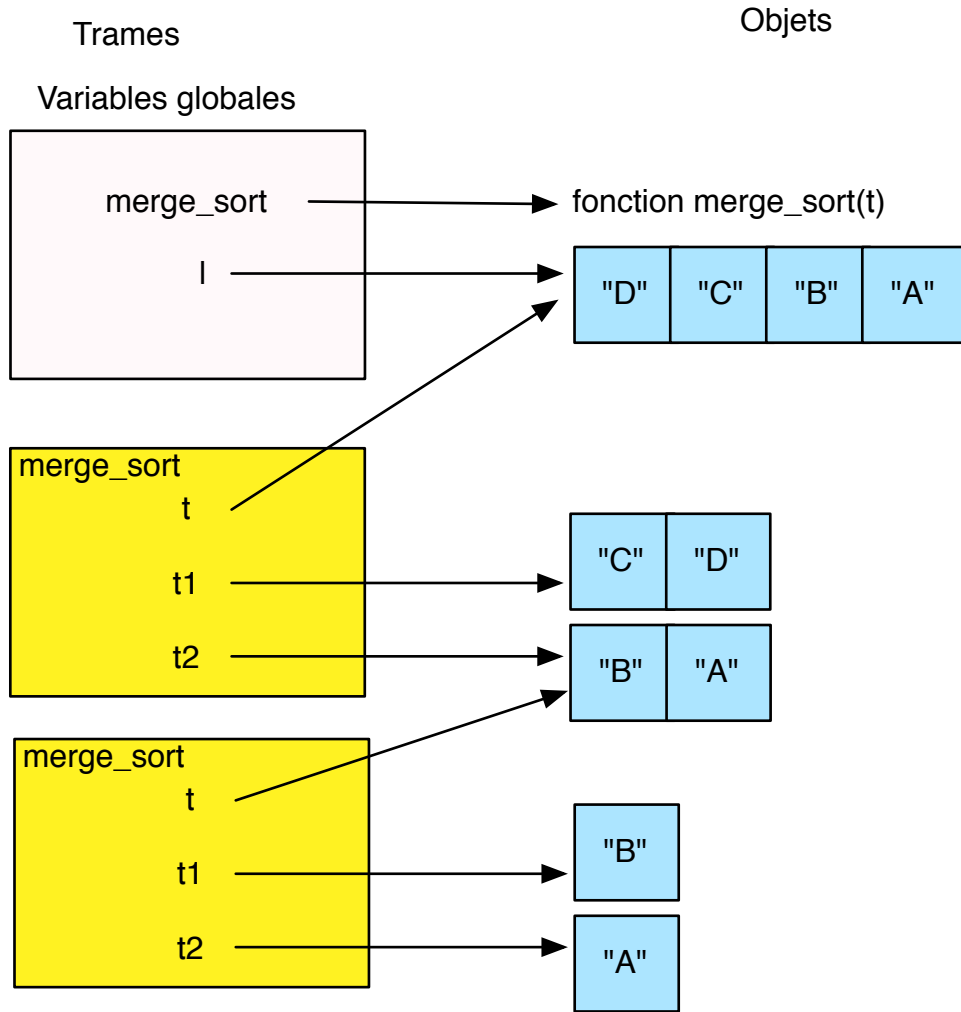 Trames
Objets
Variables globales
merge_sort
fonction merge_sort(t)
l
"D" "C" "B" "A"
merge_sort
t
t1
"C" "D"
t2
"B" "A"
merge_sort
t
t1
"B"
t2
"A"